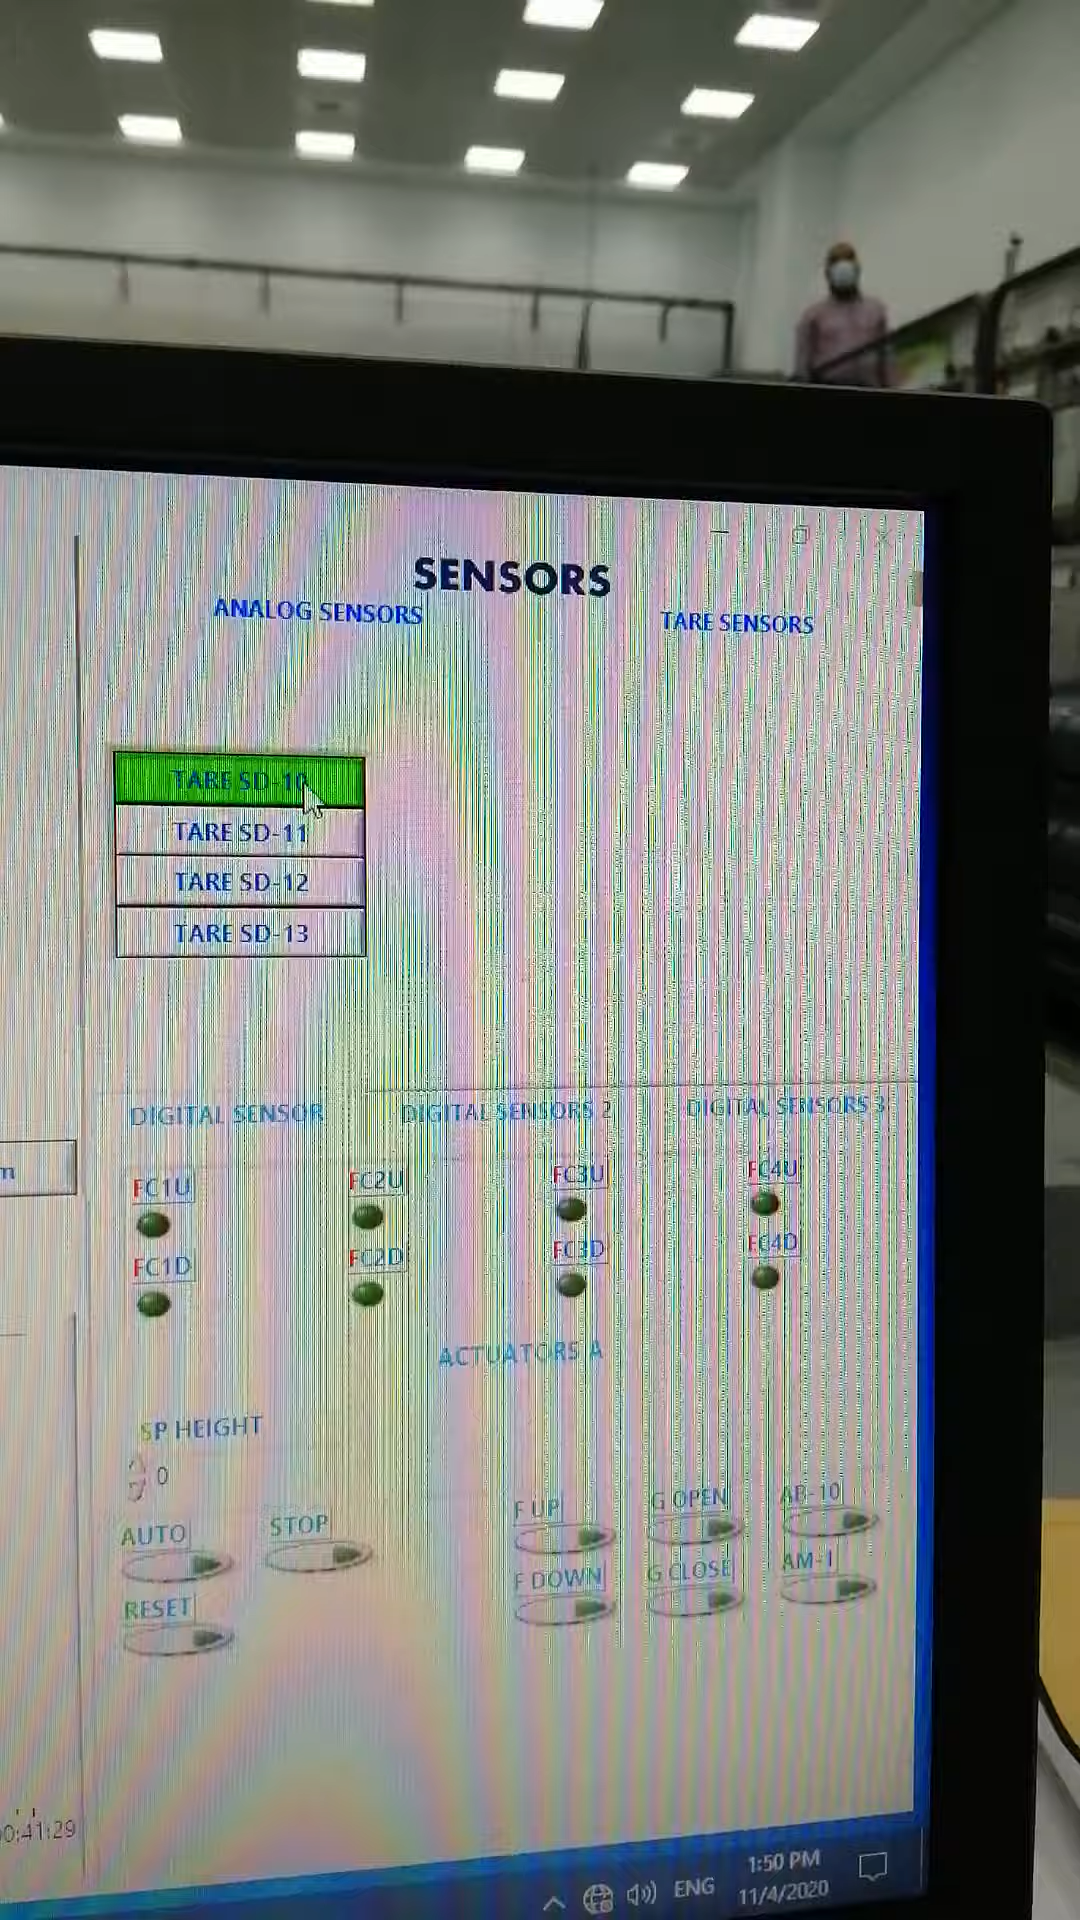 SENSORS
ANALOG SENSORS
TARE SENSORS
TARE SD-10
TARE SD-11
TARE SD-12
TARE SD-13
DIGITAL SENSOR
DIGITAL SENSORS 2
DIGITAL SENSORS 3
m
FC1U
FC2U
FC3U
FC4U
FC1D
FC2D
FC3D
FC4D
ACTUATORS A
SP HEIGHT
0
AUTO
STOP
F UP
G OPEN
AB-10
RESET
F DOWN
G CLOSE
AM-1
0:41:29
ENG
1:50 PM
11/4/2020